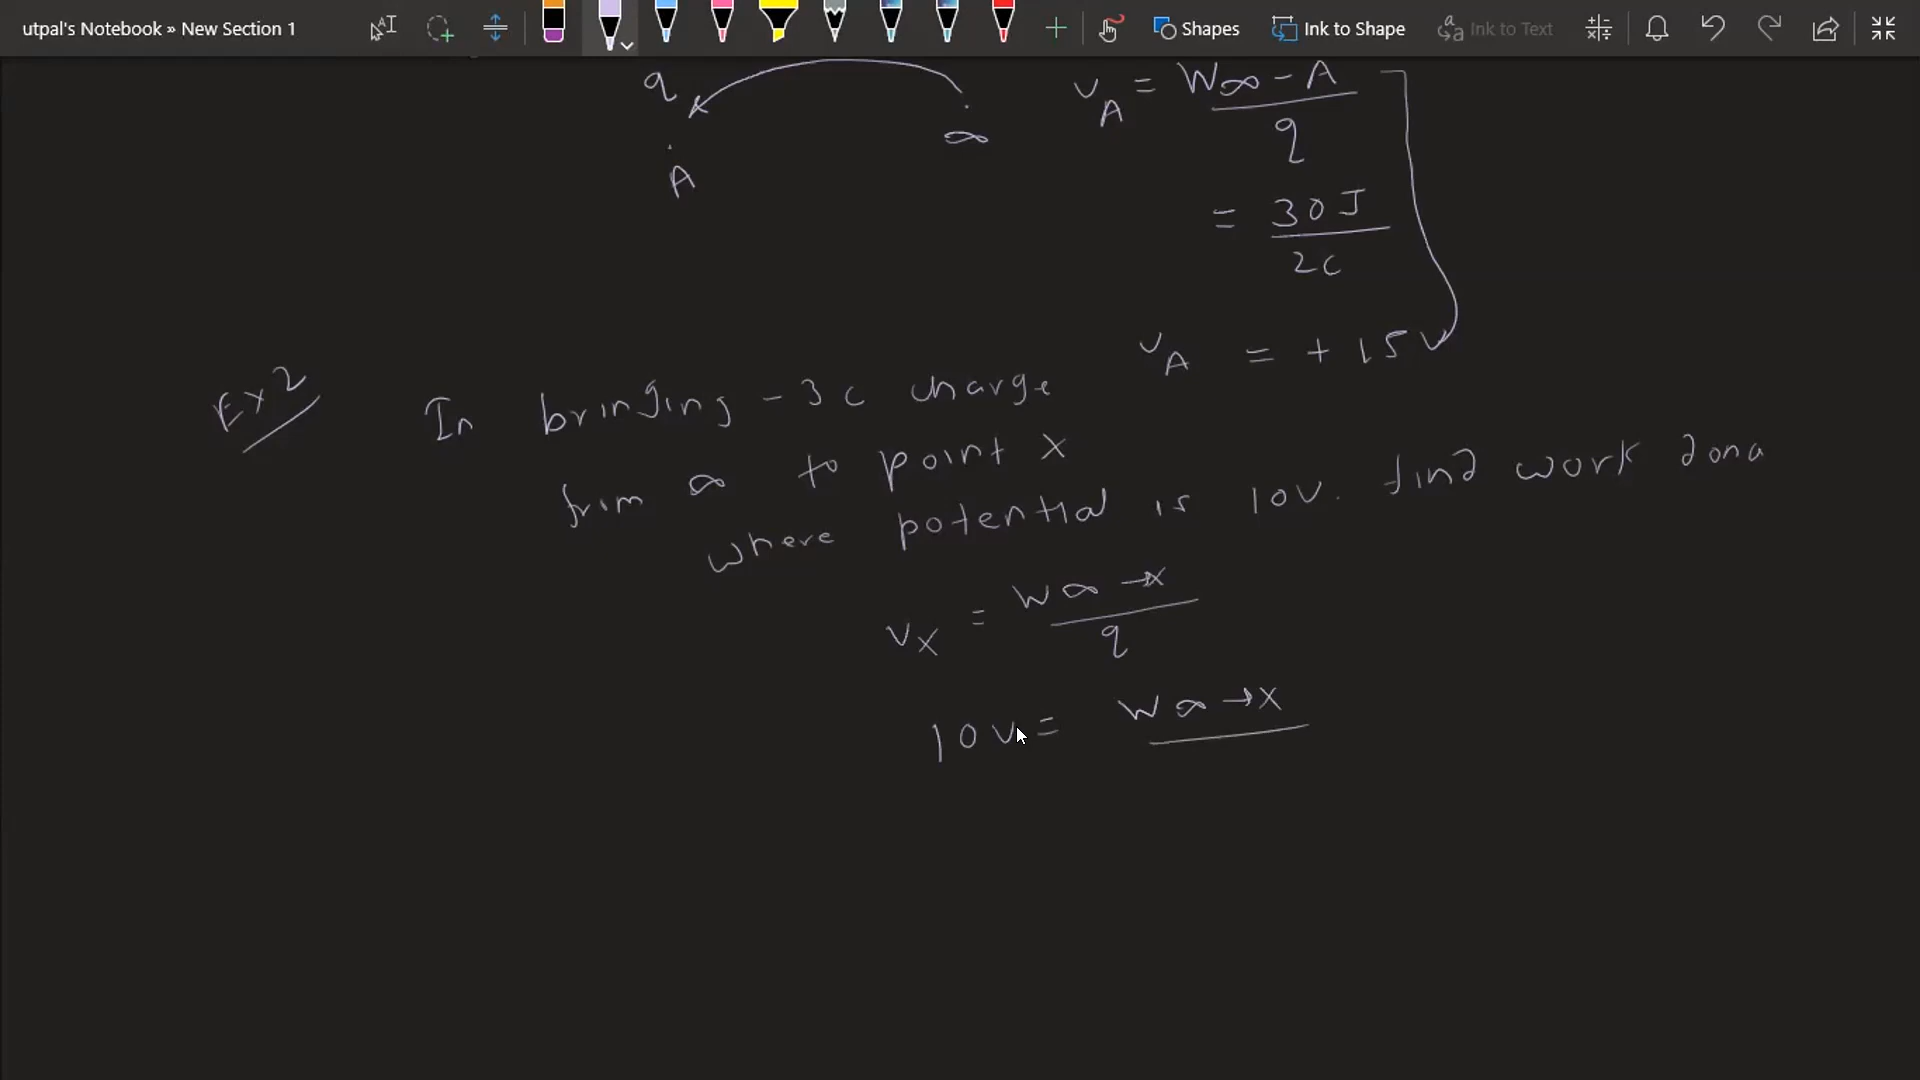 utpal's Notebook » New Section 1
Shapes
Ink to Shape
Ink to Text
q
∞
A
vA = W∞-A / q
= 30J / 2c
vA = +15v
Ex2
In bringing -3c charge
from ∞ to point X
where potential is 10v. find work done
vX = W∞→X / q
10v = W∞→X